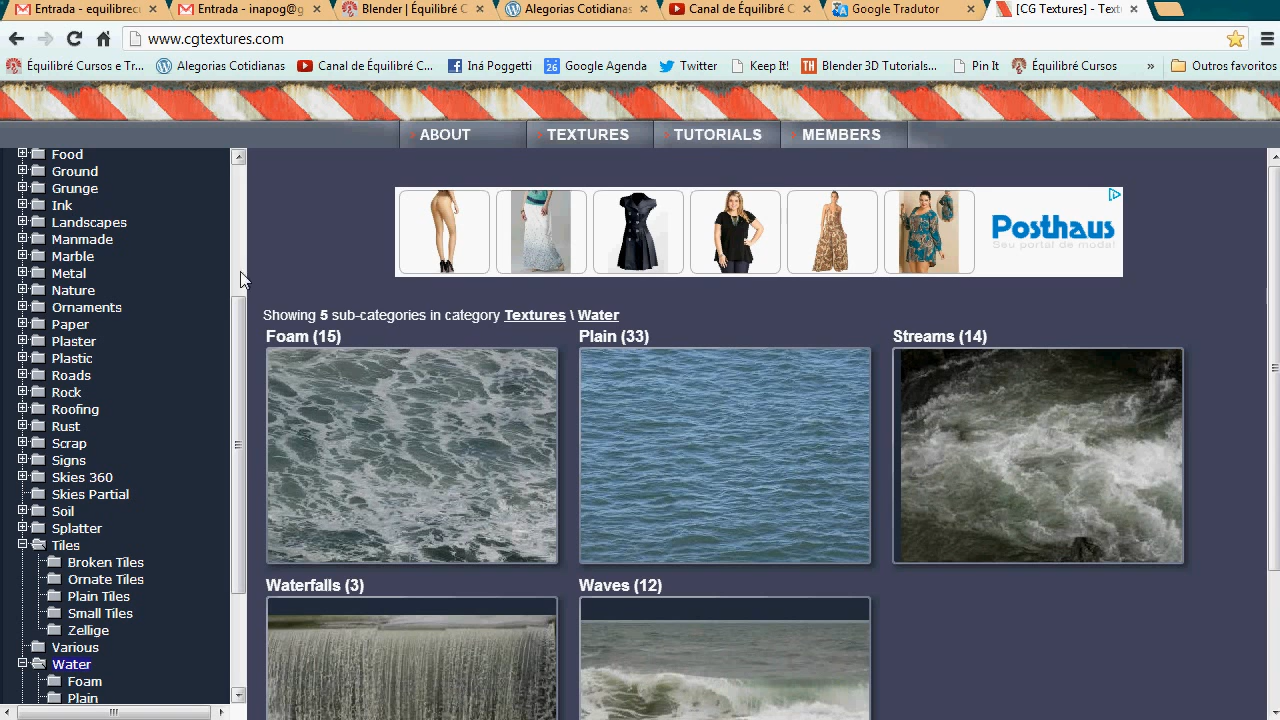 Entrada - equilibrecu
Entrada - inapog@g
Blender | Équilibré C
Alegorias Cotidianas
Canal de Équilibré C
Google Tradutor
[CG Textures] - Text
www.cgtextures.com
Équilibré Cursos e Tr...
Alegorias Cotidianas
Canal de Équilibré C...
Iná Poggetti
26
Google Agenda
Twitter
Keep It!
TH
Blender 3D Tutorials...
Pin It
Équilibré Cursos
»
Outros favoritos
ABOUT
TEXTURES
TUTORIALS
MEMBERS
Food
Ground
Grunge
Ink
Landscapes
Manmade
Marble
Metal
Nature
Ornaments
Paper
Plaster
Plastic
Roads
Rock
Roofing
Rust
Scrap
Signs
Skies 360
Skies Partial
Soil
Splatter
Tiles
Broken Tiles
Ornate Tiles
Plain Tiles
Small Tiles
Zellige
Various
Water
Foam
Plain
Posthaus
Seu portal de moda!
Showing 5 sub-categories in category Textures \ Water
Foam (15)
Plain (33)
Streams (14)
Waterfalls (3)
Waves (12)